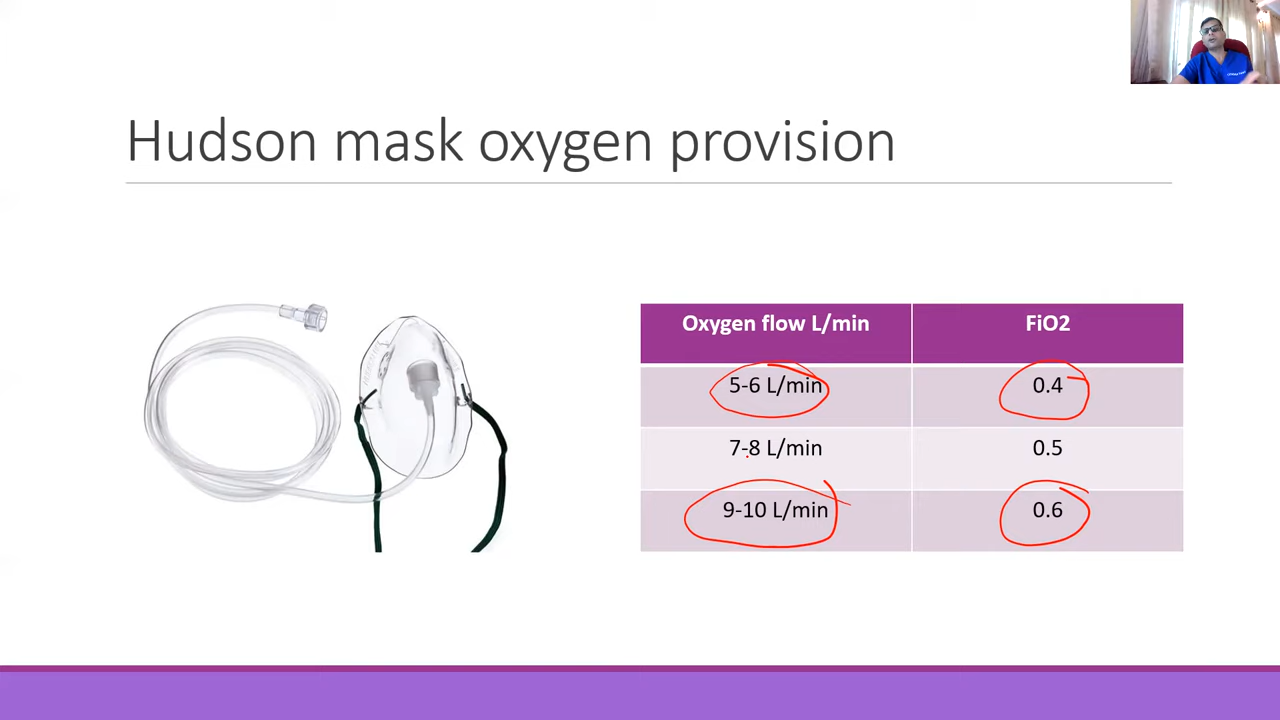 Hudson mask oxygen provision
Oxygen flow L/min FiO2
5-6 L/min 0.4
7-8 L/min 0.5
9-10 L/min 0.6